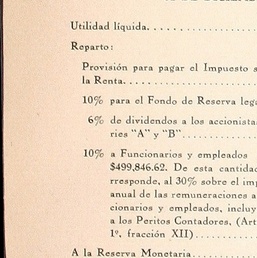 Utilidad líquida. . . . . . . . . . . . . . .
Reparto:
Provisión para pagar el Impuesto s
la Renta. . . . . . . . . . . . . . . .
10% para el Fondo de Reserva lega
6% de dividendos a los accionistas
ries "A" y "B" . . . . . . . . . . .
10% a Funcionarios y empleados
$499,846.62. De esta cantidad
rresponde, al 30% sobre el imp
anual de las remuneraciones a
cionarios y empleados, incluy
a los Peritos Contadores, (Art
1º, fracción XII) . . . . . . . . .
A la Reserva Monetaria. . . . . . . . .